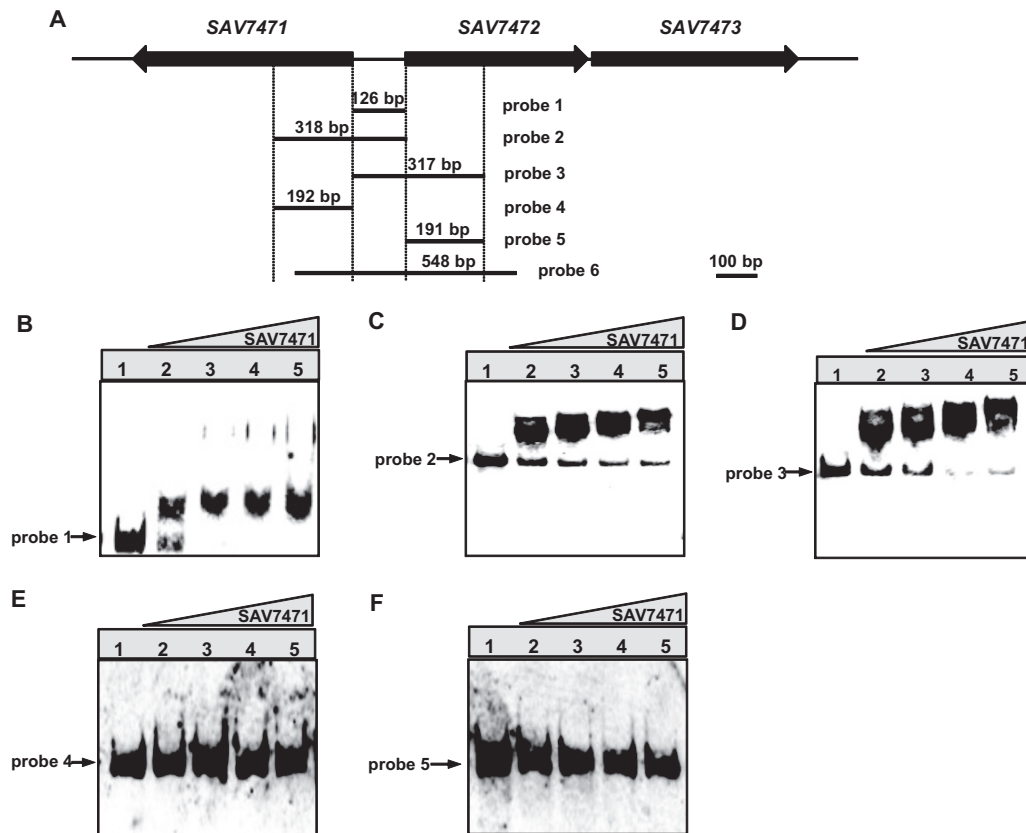 A
SAV7471 SAV7472 SAV7473
126 bp probe 1
318 bp probe 2
317 bp probe 3
192 bp probe 4
191 bp probe 5
548 bp probe 6 100 bp
B
SAV7471
1 2 3 4 5
probe 1
C
SAV7471
1 2 3 4 5
probe 2
D
SAV7471
1 2 3 4 5
probe 3
E
SAV7471
1 2 3 4 5
probe 4
F
SAV7471
1 2 3 4 5
probe 5